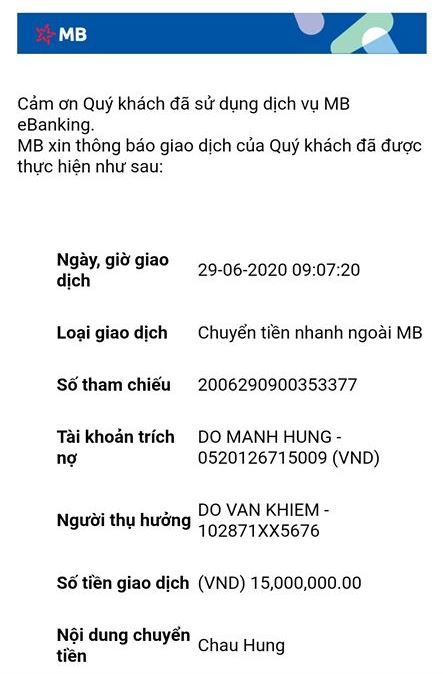 MB
Cảm ơn Quý khách đã sử dụng dịch vụ MB
eBanking.
MB xin thông báo giao dịch của Quý khách đã được
thực hiện như sau:
Ngày, giờ giao
dịch
29-06-2020 09:07:20
Loại giao dịch
Chuyển tiền nhanh ngoài MB
Số tham chiếu
2006290900353377
Tài khoản trích
nợ
DO MANH HUNG -
0520126715009 (VND)
Người thụ hưởng
DO VAN KHIEM -
102871XX5676
Số tiền giao dịch
(VND) 15,000,000.00
Nội dung chuyển
tiền
Chau Hung